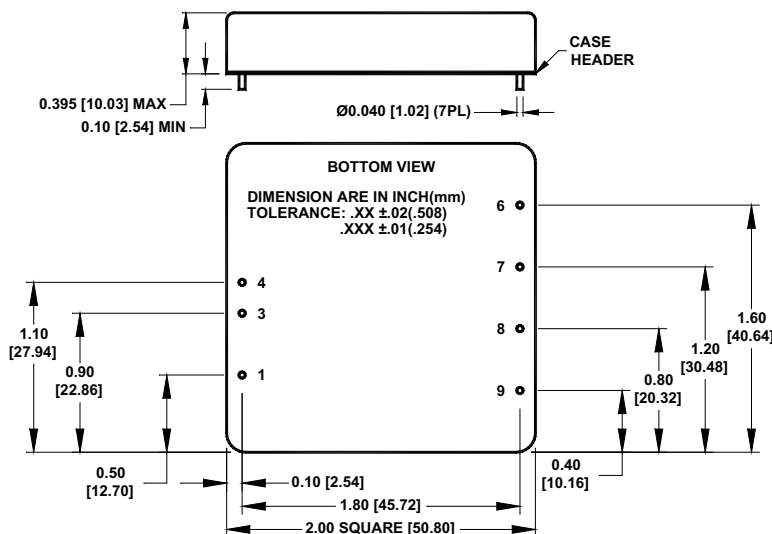 CASE
HEADER
0.395 [10.03] MAX
0.10 [2.54] MIN
Ø0.040 [1.02] (7PL)
BOTTOM VIEW
DIMENSION ARE IN INCH(mm)
TOLERANCE: .XX ±.02(.508)
.XXX ±.01(.254)
6
7
4
3
8
1
9
1.10
[27.94]
0.90
[22.86]
0.50
[12.70]
1.60
[40.64]
1.20
[30.48]
0.80
[20.32]
0.40
[10.16]
0.10 [2.54]
1.80 [45.72]
2.00 SQUARE [50.80]